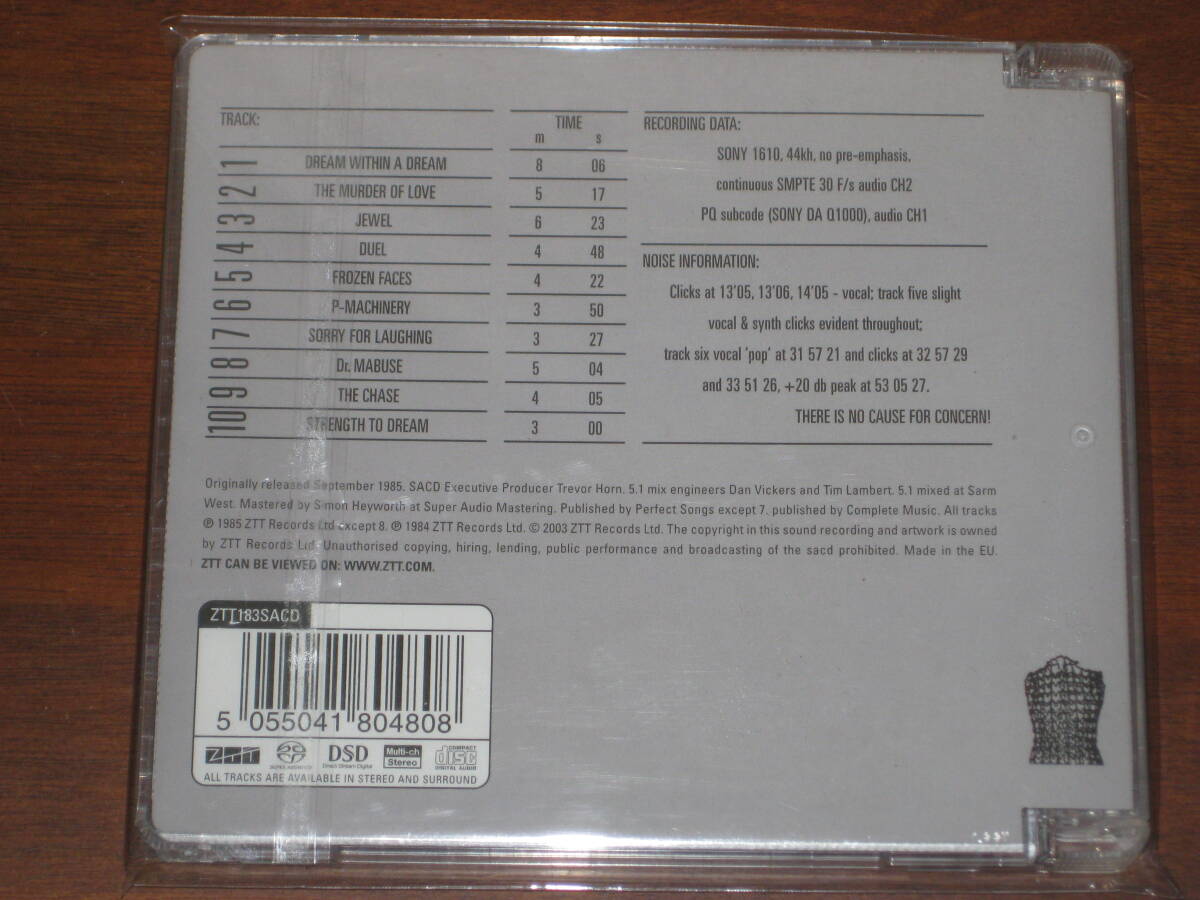 TRACK:
TIME
m s
1 DREAM WITHIN A DREAM 8 06
2 THE MURDER OF LOVE 5 17
3 JEWEL 6 23
4 DUEL 4 48
5 FROZEN FACES 4 22
6 P-MACHINERY 3 50
7 SORRY FOR LAUGHING 3 27
8 Dr. MABUSE 5 04
9 THE CHASE 4 05
10 STRENGTH TO DREAM 3 00
RECORDING DATA:
SONY 1610, 44kh, no pre-emphasis.
continuous SMPTE 30 F/s audio CH2
PQ subcode (SONY DA Q1000), audio CH1
NOISE INFORMATION:
Clicks at 13'05, 13'06, 14'05 - vocal; track five slight
vocal & synth clicks evident throughout;
track six vocal 'pop' at 31 57 21 and clicks at 32 57 29
and 33 51 26, +20 db peak at 53 05 27.
THERE IS NO CAUSE FOR CONCERN!
Originally released September 1985. SACD Executive Producer Trevor Horn. 5.1 mix engineers Dan Vickers and Tim Lambert. 5.1 mixed at Sarm
West. Mastered by Simon Heyworth at Super Audio Mastering. Published by Perfect Songs except 7. published by Complete Music. All tracks
℗ 1985 ZTT Records Ltd except 8. ℗ 1984 ZTT Records Ltd. © 2003 ZTT Records Ltd. The copyright in this sound recording and artwork is owned
by ZTT Records Ltd. Unauthorised copying, hiring, lending, public performance and broadcasting of the sacd prohibited. Made in the EU.
ZTT CAN BE VIEWED ON: WWW.ZTT.COM.
ZTT183SACD
5 055041 804808
ZTT
SUPER AUDIO CD
DSD
Direct Stream Digital
Multi-ch
Stereo
COMPACT
disc
DIGITAL AUDIO
ALL TRACKS ARE AVAILABLE IN STEREO AND SURROUND